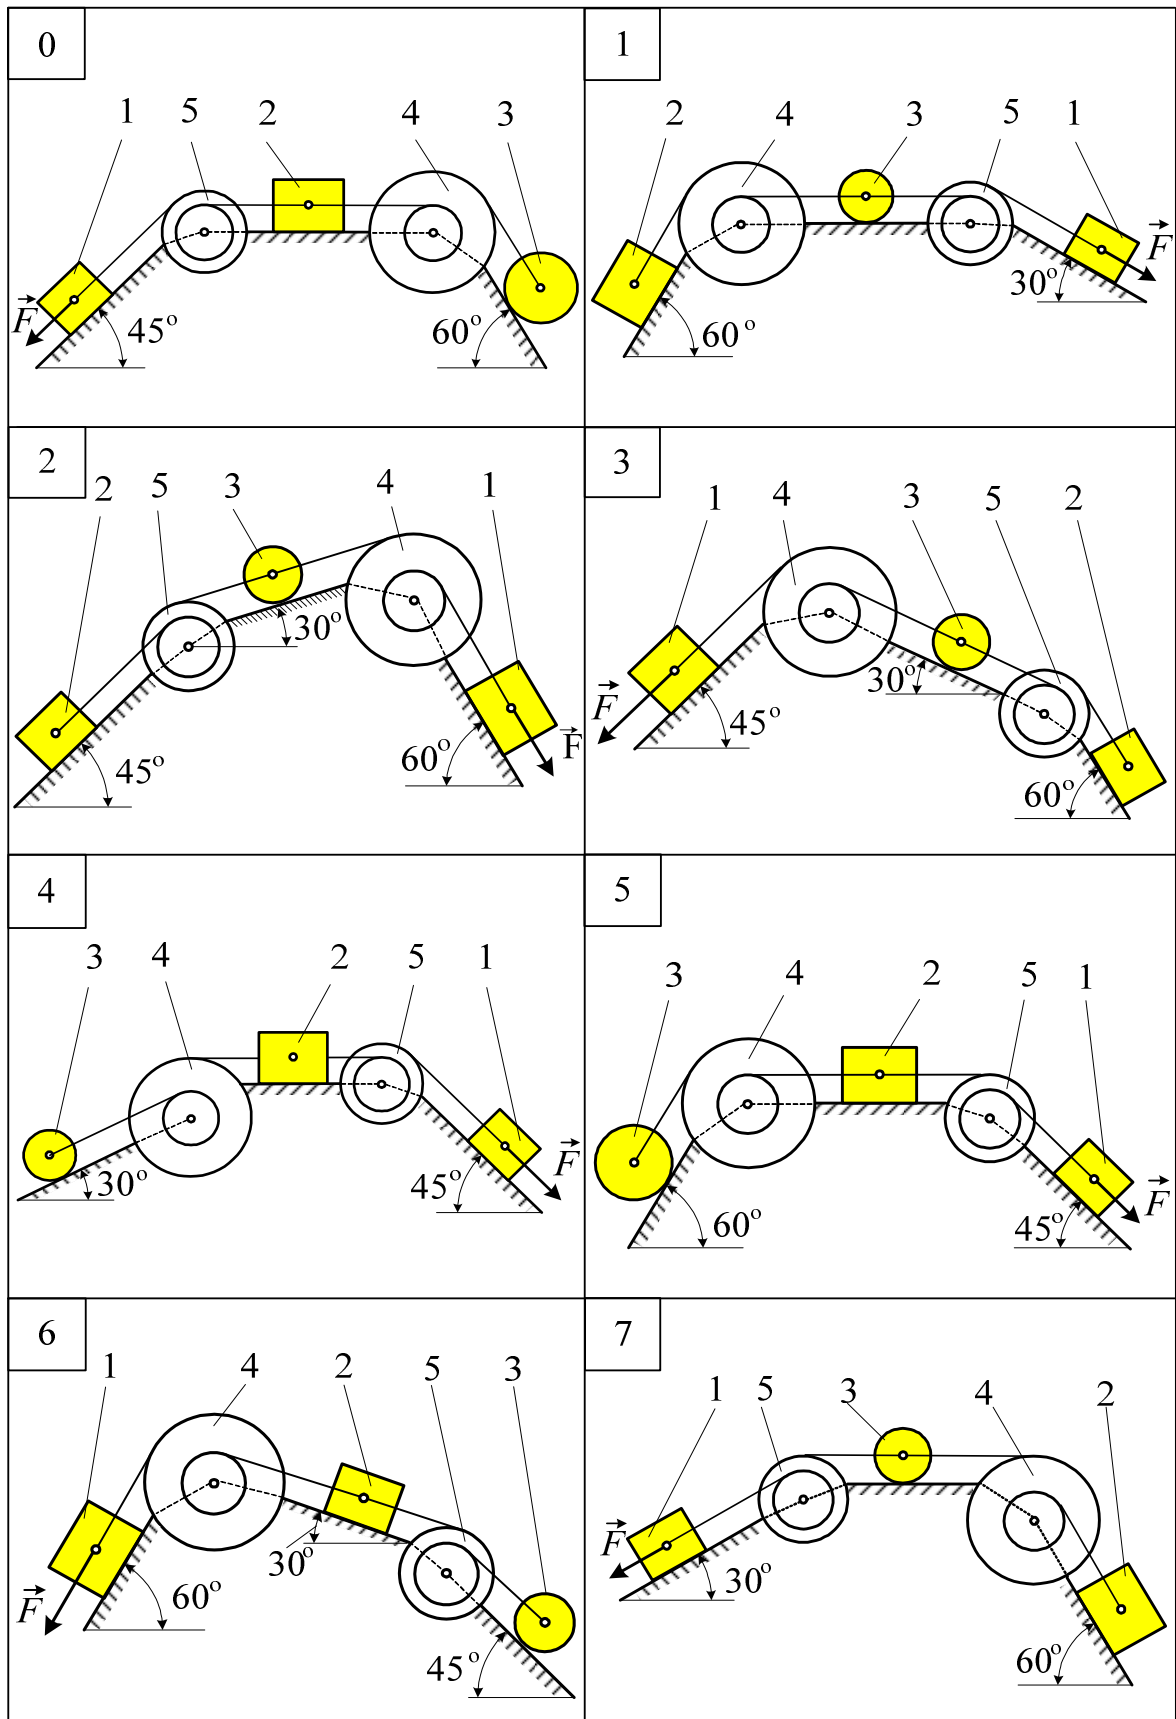 0
1 5 2 4 3
F 45° 60°
1
2 4 3 5 1
60° 30° F
2
2 5 3 4 1
45° 30° 60° F
3
1 4 3 5 2
F 45° 30° 60°
4
3 4 2 5 1
30° 45° F
5
3 4 2 5 1
60° 45° F
6
1 4 2 5 3
F 60° 30° 45°
7
1 5 3 4 2
F 30° 60°